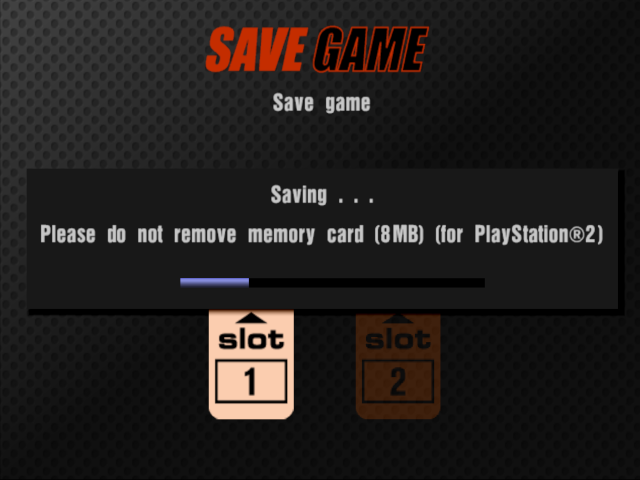 SAVE GAME
Save game
Saving . . .
Please do not remove memory card (8MB) (for PlayStation®2)
slot
1
slot
2